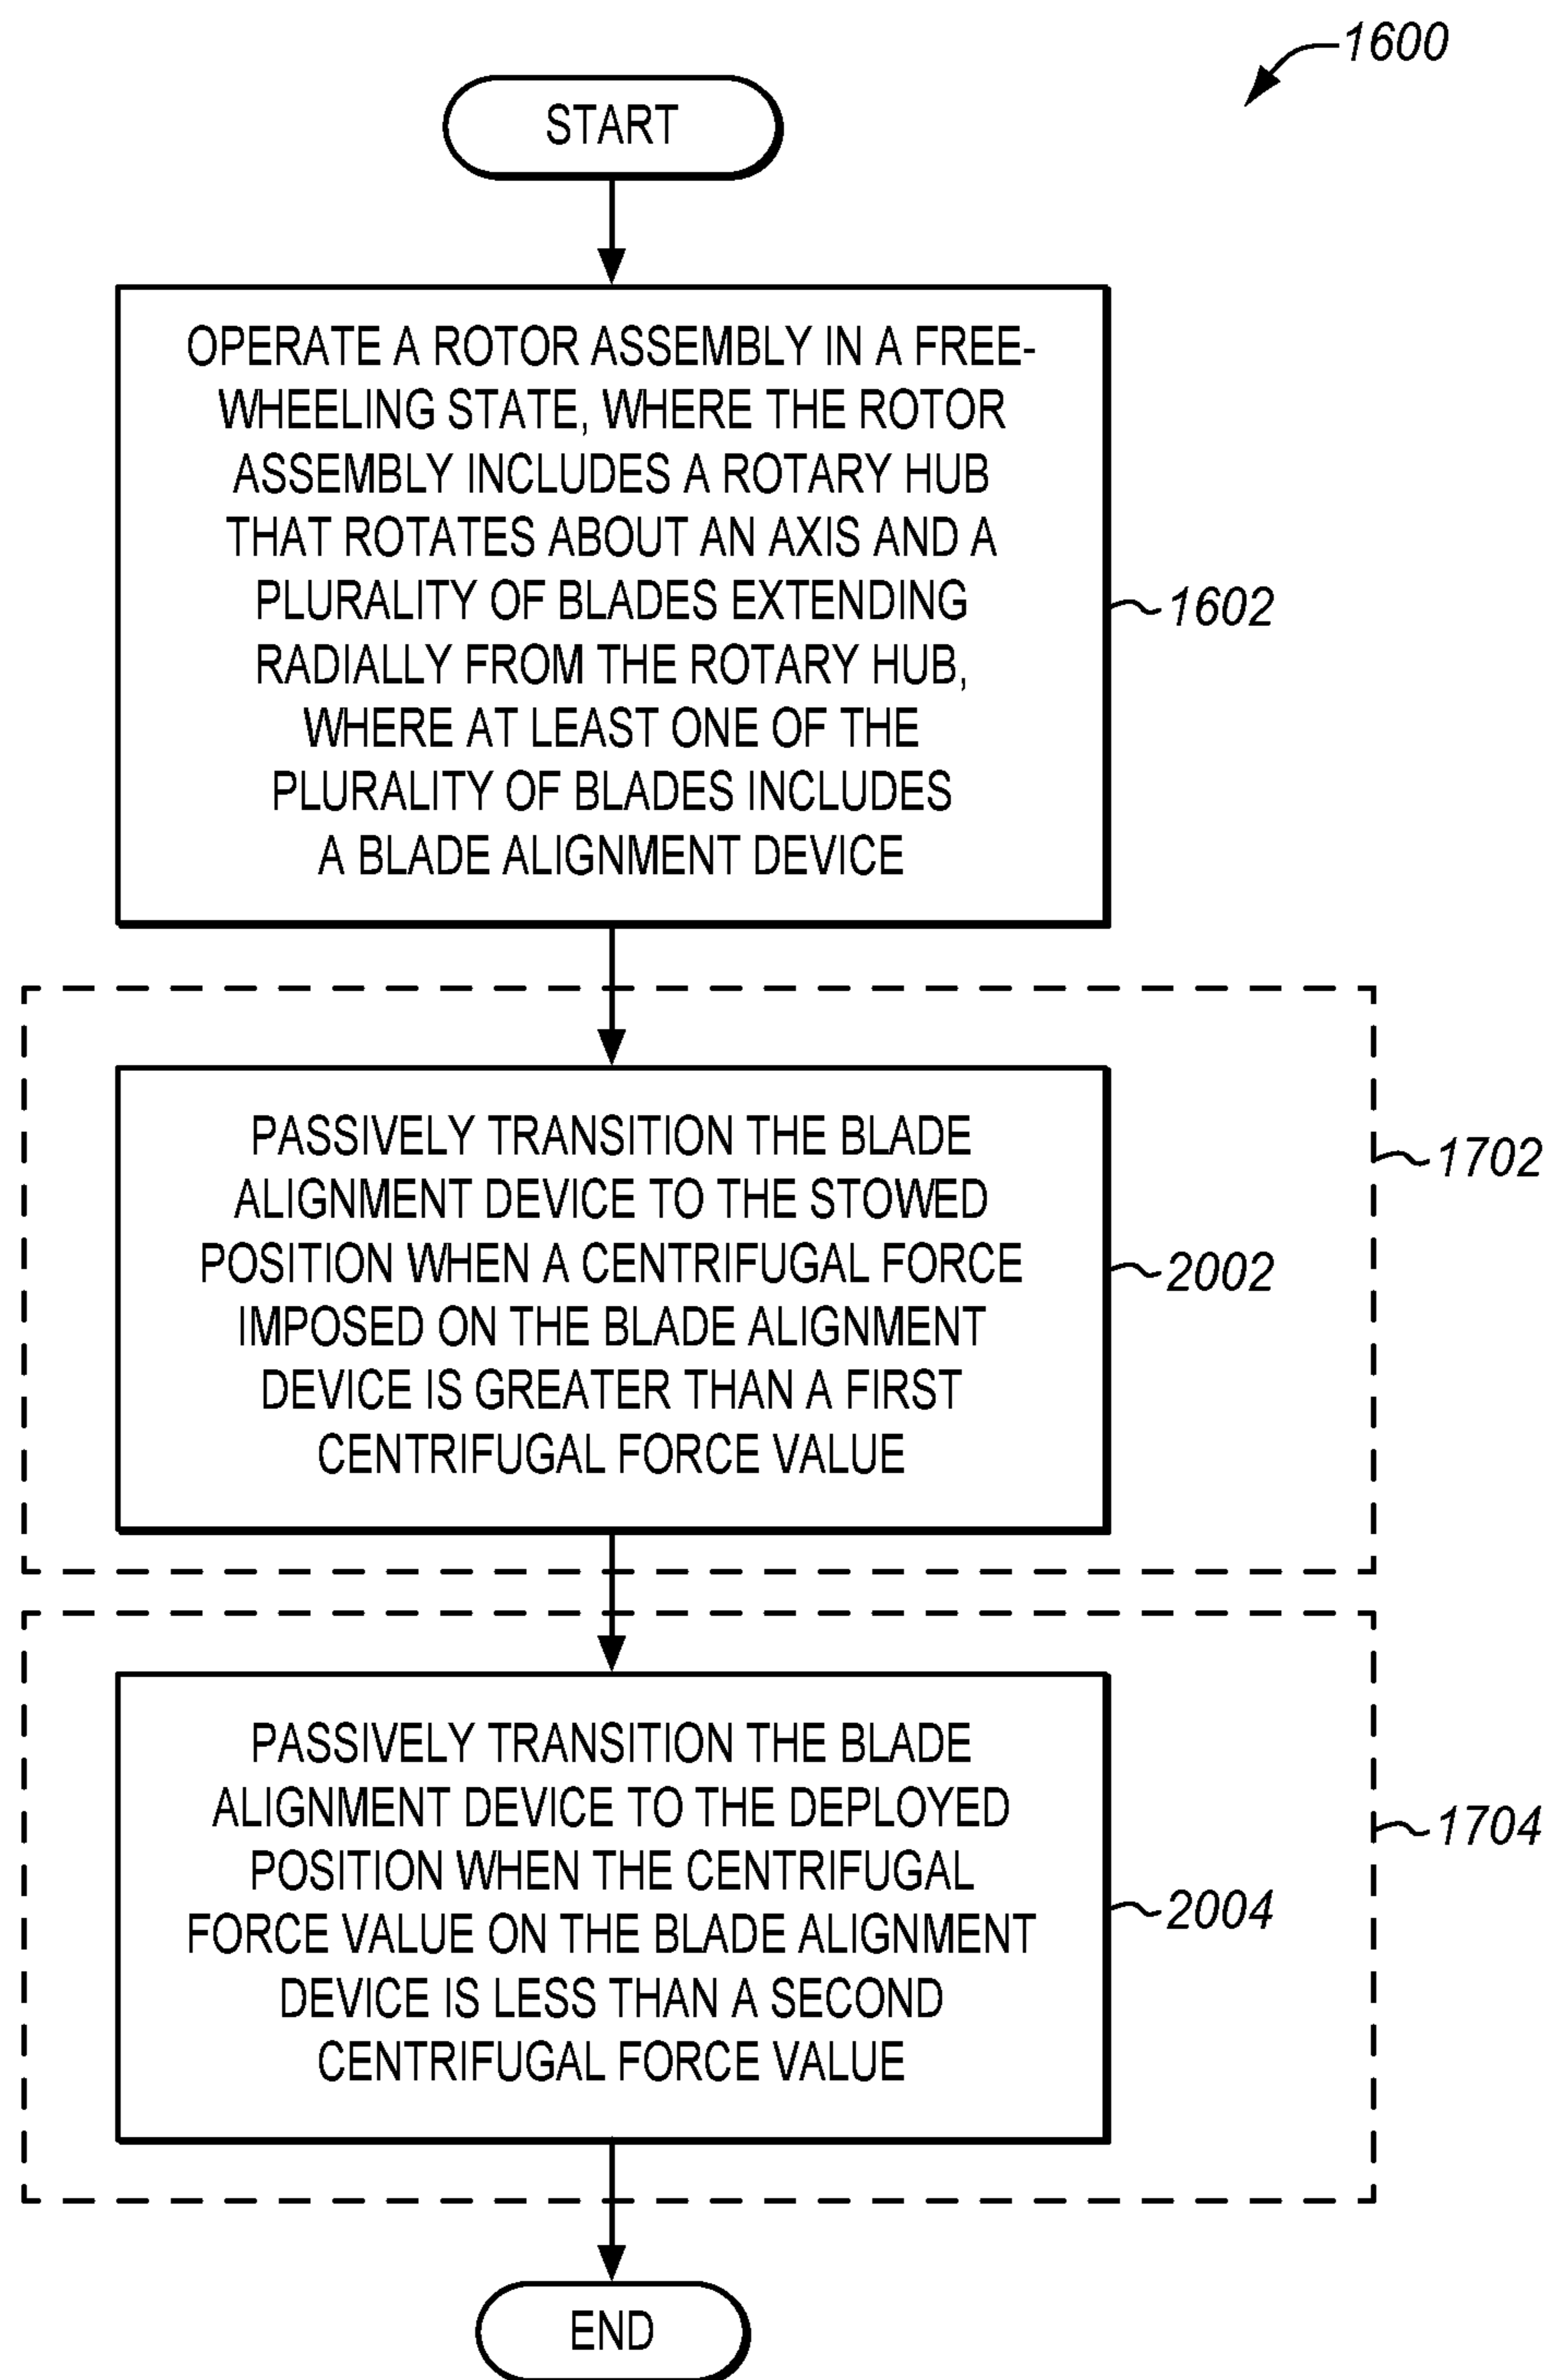 1600
START
OPERATE A ROTOR ASSEMBLY IN A FREE-
WHEELING STATE, WHERE THE ROTOR
ASSEMBLY INCLUDES A ROTARY HUB
THAT ROTATES ABOUT AN AXIS AND A
PLURALITY OF BLADES EXTENDING
RADIALLY FROM THE ROTARY HUB,
WHERE AT LEAST ONE OF THE
PLURALITY OF BLADES INCLUDES
A BLADE ALIGNMENT DEVICE
1602
PASSIVELY TRANSITION THE BLADE
ALIGNMENT DEVICE TO THE STOWED
POSITION WHEN A CENTRIFUGAL FORCE
IMPOSED ON THE BLADE ALIGNMENT
DEVICE IS GREATER THAN A FIRST
CENTRIFUGAL FORCE VALUE
2002
1702
PASSIVELY TRANSITION THE BLADE
ALIGNMENT DEVICE TO THE DEPLOYED
POSITION WHEN THE CENTRIFUGAL
FORCE VALUE ON THE BLADE ALIGNMENT
DEVICE IS LESS THAN A SECOND
CENTRIFUGAL FORCE VALUE
2004
1704
END